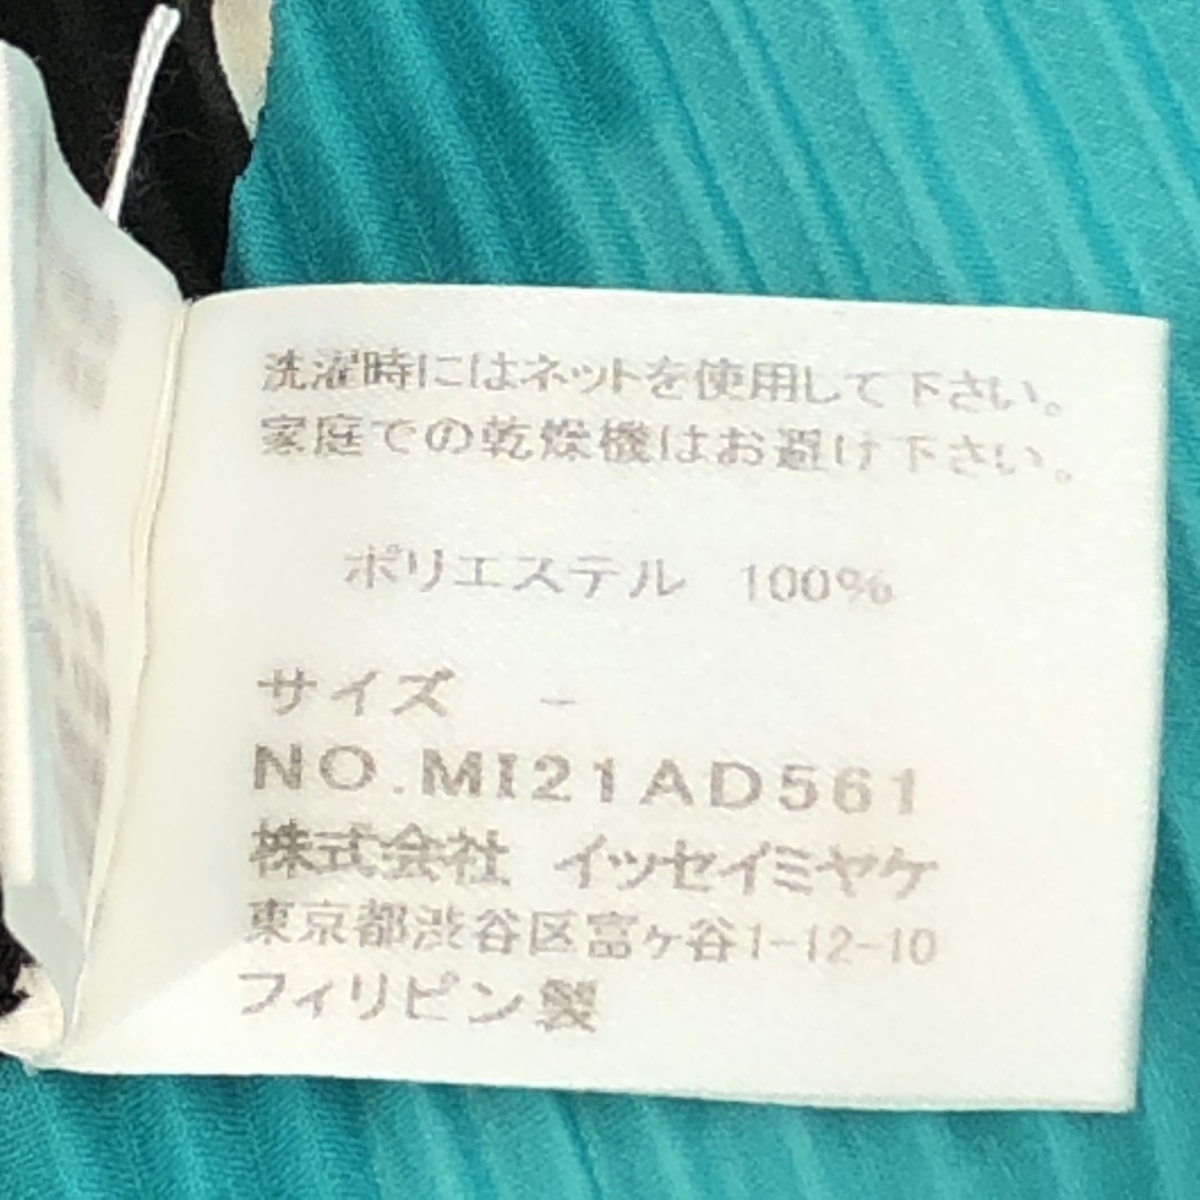 洗濯時にはネットを使用して下さい。
家庭での乾燥機はお避け下さい。
ポリエステル 100%
サイズ -
NO.MI21AD561
株式会社 イッセイミヤケ
東京都渋谷区富ヶ谷1-12-10
フィリピン製